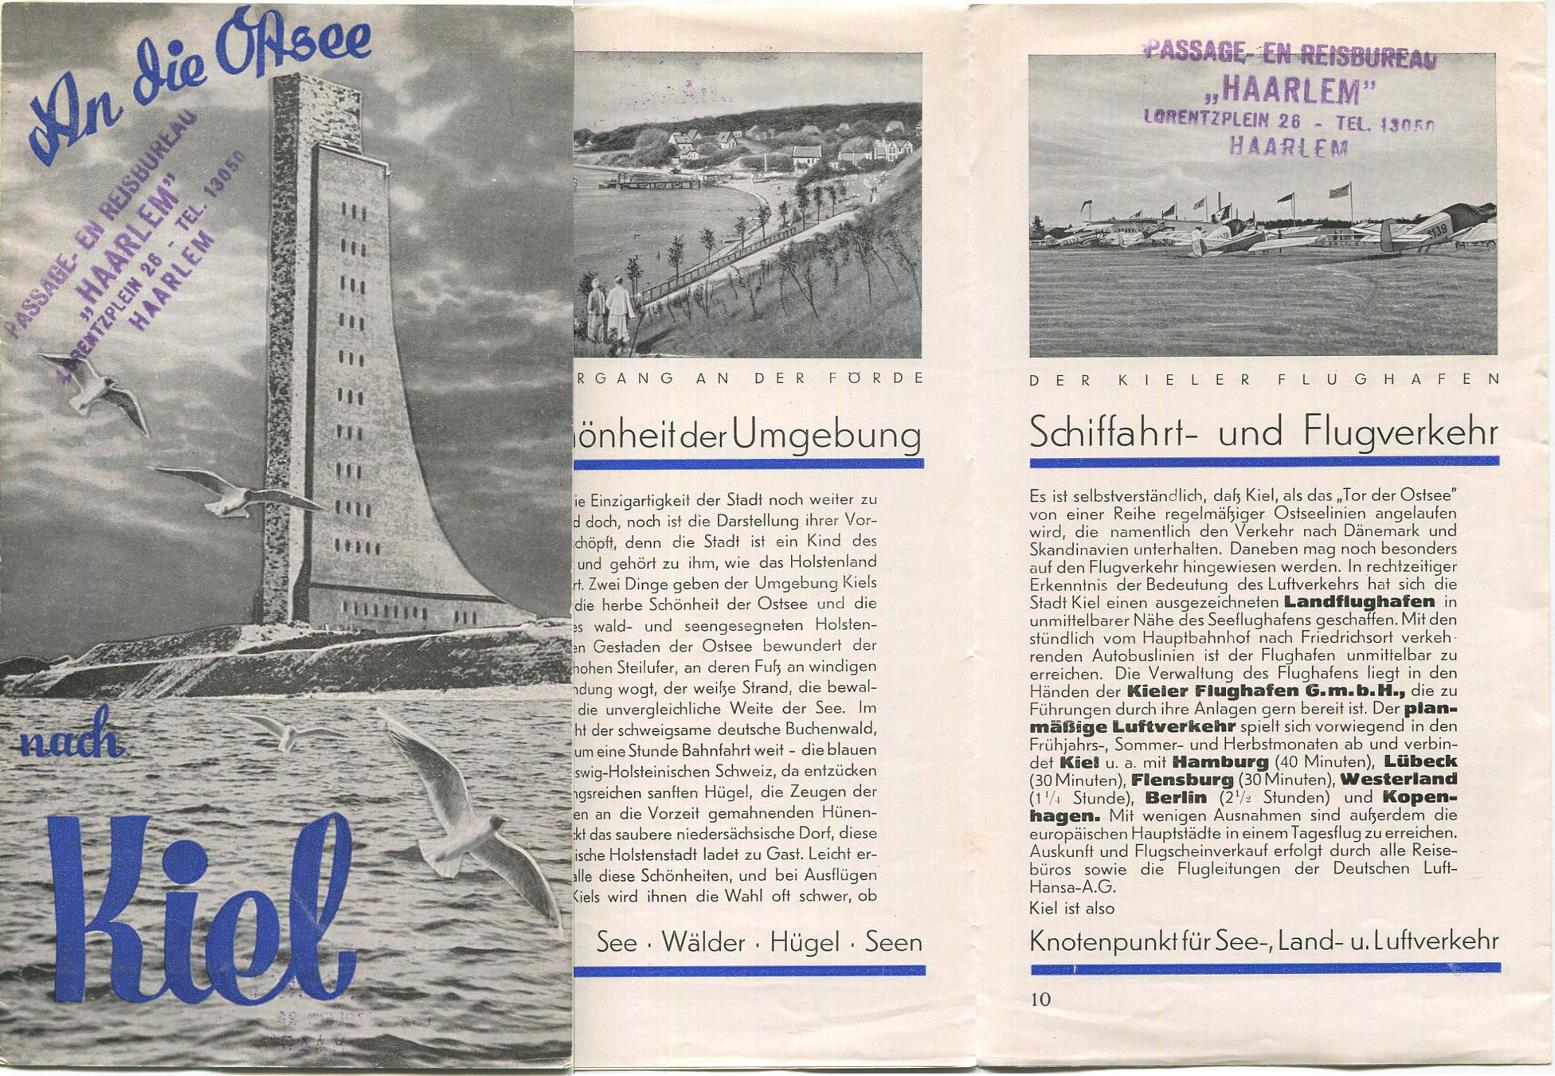 An die Ostsee
PASSAGE- EN REISBUREAU
„HAARLEM”
LORENTZPLEIN 26 - TEL. 13050
HAARLEM
nach
Kiel
RGANG AN DER FÖRDE
önheit der Umgebung
ie Einzigartigkeit der Stadt noch weiter zu
d doch, noch ist die Darstellung ihrer Vor-
chöpft, denn die Stadt ist ein Kind des
und gehört zu ihm, wie das Holstenland
rt. Zwei Dinge geben der Umgebung Kiels
die herbe Schönheit der Ostsee und die
es wald- und seengesegneten Holsten-
en Gestaden der Ostsee bewundert der
hohen Steilufer, an deren Fuß an windigen
ndung wogt, der weiße Strand, die bewal-
die unvergleichliche Weite der See. Im
ht der schweigsame deutsche Buchenwald,
um eine Stunde Bahnfahrt weit - die blauen
swig-Holsteinischen Schweiz, da entzücken
ngsreichen sanften Hügel, die Zeugen der
en an die Vorzeit gemahnenden Hünen-
kt das saubere niedersächsische Dorf, diese
ische Holstenstadt ladet zu Gast. Leicht er-
alle diese Schönheiten, und bei Ausflügen
Kiels wird ihnen die Wahl oft schwer, ob
See · Wälder · Hügel · Seen
PASSAGE- EN REISBUREAU
„HAARLEM”
LORENTZPLEIN 26 - TEL. 13050
HAARLEM
DER KIELER FLUGHAFEN
Schiffahrt- und Flugverkehr
Es ist selbstverständlich, daß Kiel, als das „Tor der Ostsee”
von einer Reihe regelmäßiger Ostseelinien angelaufen
wird, die namentlich den Verkehr nach Dänemark und
Skandinavien unterhalten. Daneben mag noch besonders
auf den Flugverkehr hingewiesen werden. In rechtzeitiger
Erkenntnis der Bedeutung des Luftverkehrs hat sich die
Stadt Kiel einen ausgezeichneten Landflughafen in
unmittelbarer Nähe des Seeflughafens geschaffen. Mit den
stündlich vom Hauptbahnhof nach Friedrichsort verkeh-
renden Autobuslinien ist der Flughafen unmittelbar zu
erreichen. Die Verwaltung des Flughafens liegt in den
Händen der Kieler Flughafen G.m.b.H., die zu
Führungen durch ihre Anlagen gern bereit ist. Der plan-
mäßige Luftverkehr spielt sich vorwiegend in den
Frühjahrs-, Sommer- und Herbstmonaten ab und verbin-
det Kiel u. a. mit Hamburg (40 Minuten), Lübeck
(30 Minuten), Flensburg (30 Minuten), Westerland
(1¹/₄ Stunde), Berlin (2¹/₂ Stunden) und Kopen-
hagen. Mit wenigen Ausnahmen sind außerdem die
europäischen Hauptstädte in einem Tagesflug zu erreichen.
Auskunft und Flugscheinverkauf erfolgt durch alle Reise-
büros sowie die Flugleitungen der Deutschen Luft-
Hansa-A.G.
Kiel ist also
Knotenpunkt für See-, Land- u. Luftverkehr
10